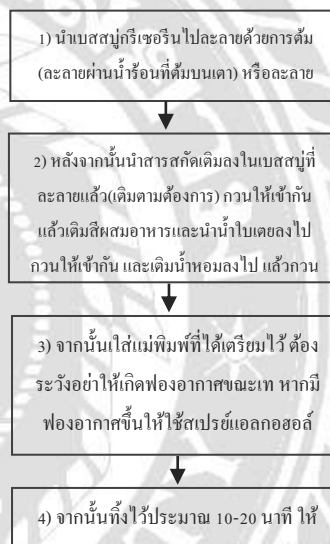 1) นำเบสสบู่กรีเซอรีนไปละลายด้วยการต้ม
(ละลายผ่านน้ำร้อนที่ต้มบนเตา) หรือละลาย
2) หลังจากนั้นนำสารสกัดเติมลงในเบสสบู่ที่
ละลายแล้ว(เติมตามต้องการ) กวนให้เข้ากัน
แล้วเติมสีผสมอาหารและนำน้ำใบเตยลงไป
กวนให้เข้ากัน และเติมน้ำหอมลงไป แล้วกวน
3) จากนั้นใส่แม่พิมพ์ที่ได้เตรียมไว้ ต้อง
ระวังอย่าให้เกิดฟองอากาศขณะเท หากมี
ฟองอากาศขึ้นให้ใช้สเปรย์แอลกอฮอล์
4) จากนั้นทิ้งไว้ประมาณ 10-20 นาที ให้